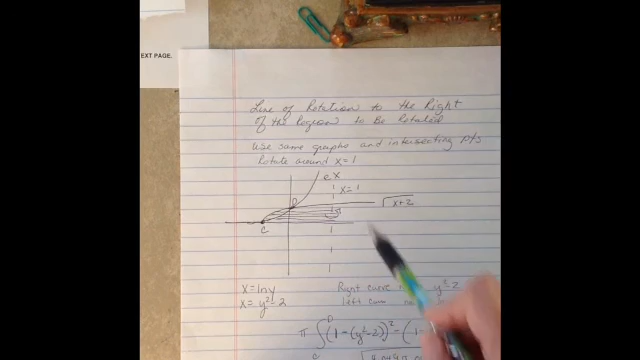 EXT PAGE.
Line of Rotation to the Right
of the Region to Be Rotated
Use same graphs and intersecting pts
Rotate around x = 1
e^x
x = 1
D
√x+2
C
x = ln y
x = y² - 2
Right curve y² - 2
left curv
π ∫ (1 - (y² - 2))² - (1 -
D
C